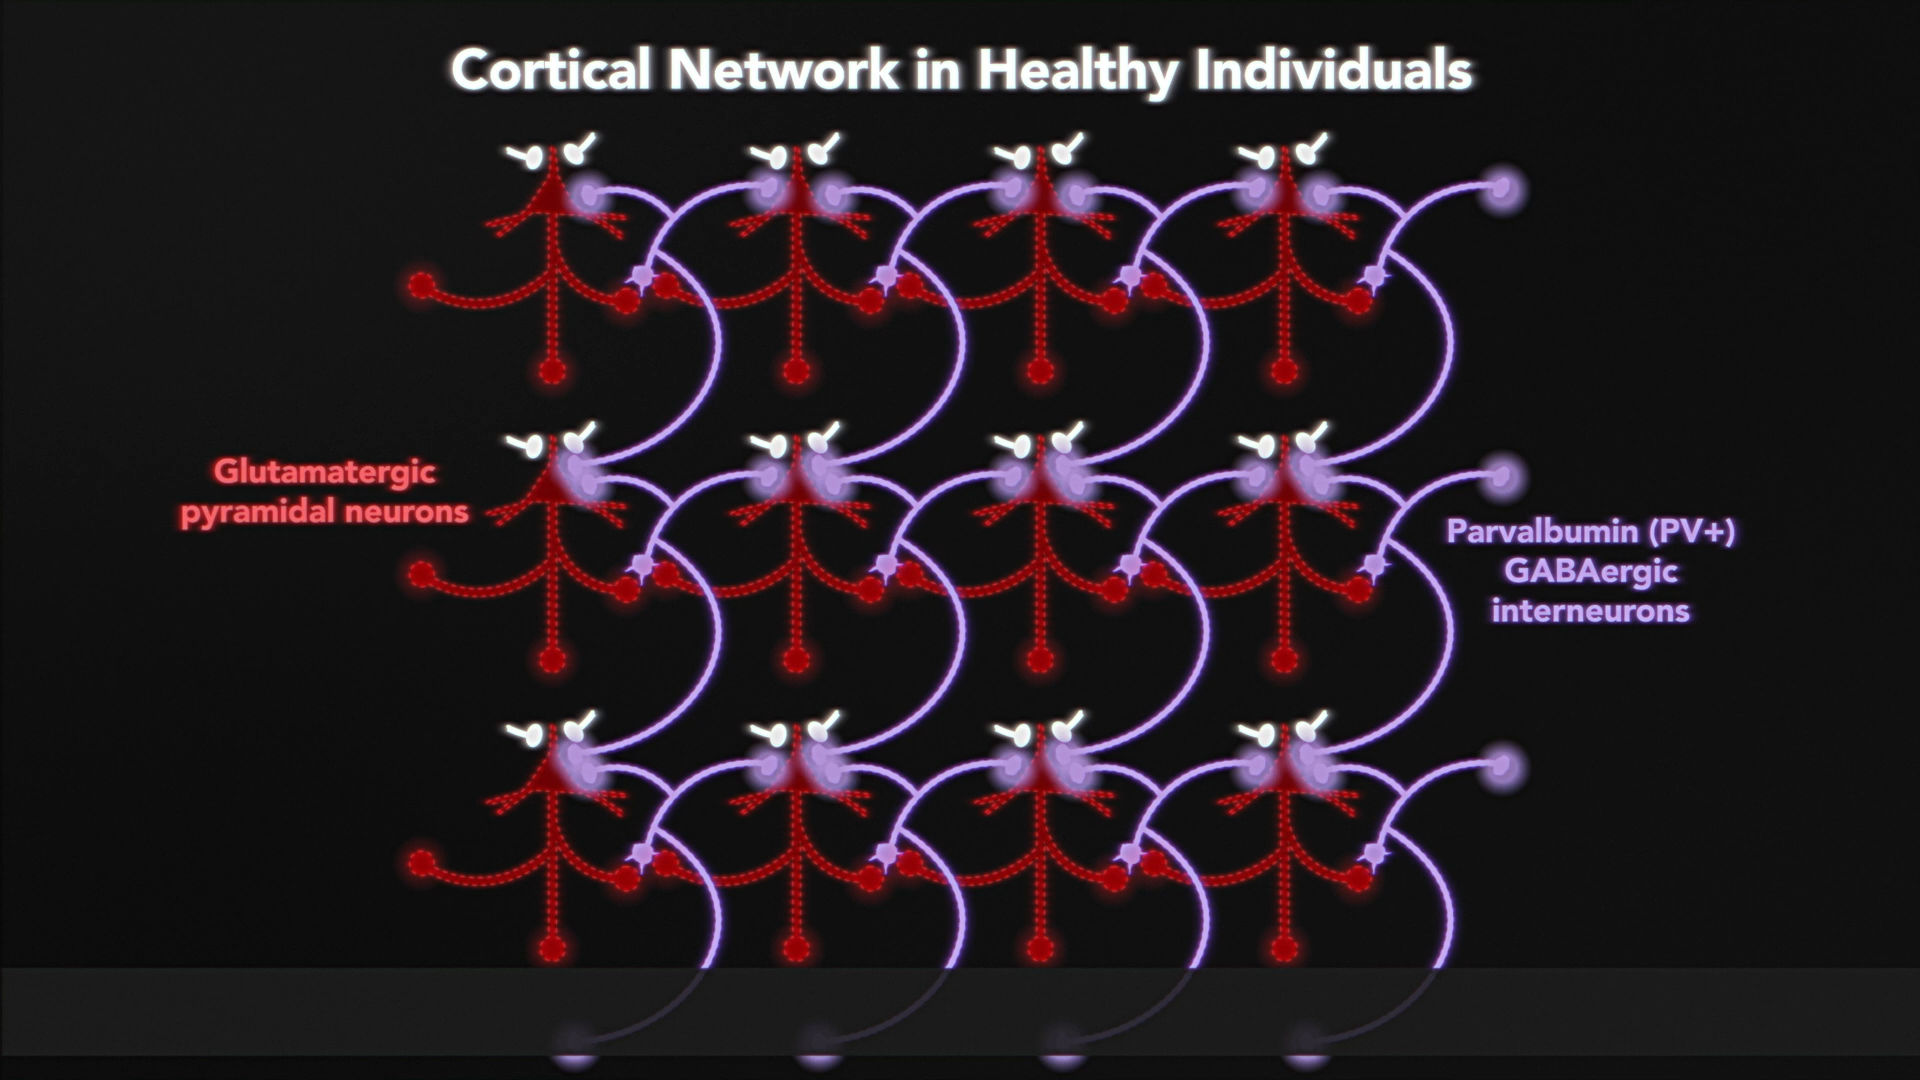 Cortical Network in Healthy Individuals
Glutamatergic
pyramidal neurons
Parvalbumin (PV+)
GABAergic
interneurons